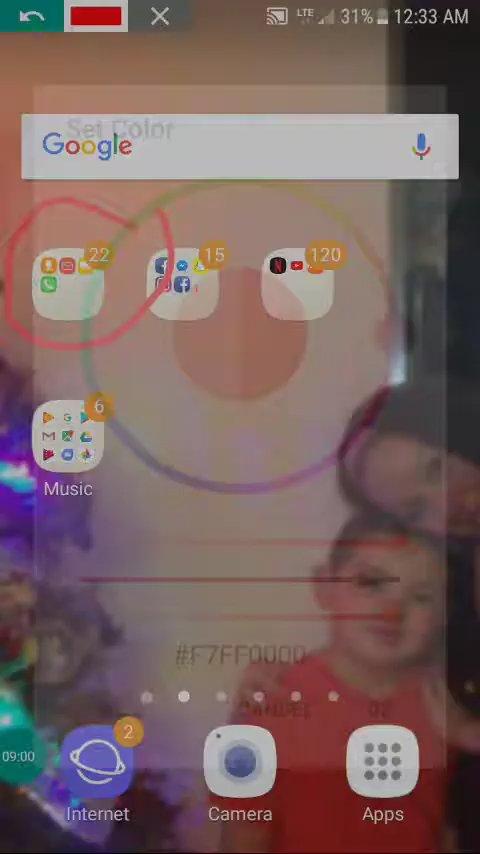 LTE 31% 12:33 AM
Set Color
Google
22 15 120
6
Music
#F7FF0000
CANCEL
09:00
2
Internet Camera Apps